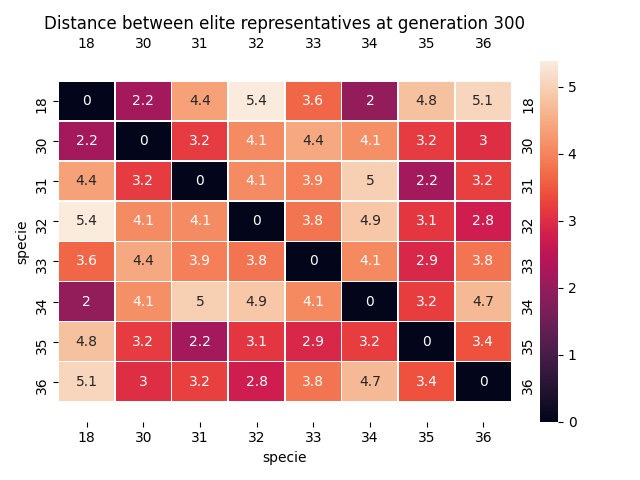 Distance between elite representatives at generation 300
18 30 31 32 33 34 35 36
18 0 2.2 4.4 5.4 3.6 2 4.8 5.1 18
30 2.2 0 3.2 4.1 4.4 4.1 3.2 3 30
31 4.4 3.2 0 4.1 3.9 5 2.2 3.2 31
32 5.4 4.1 4.1 0 3.8 4.9 3.1 2.8 32
33 3.6 4.4 3.9 3.8 0 4.1 2.9 3.8 33
34 2 4.1 5 4.9 4.1 0 3.2 4.7 34
35 4.8 3.2 2.2 3.1 2.9 3.2 0 3.4 35
36 5.1 3 3.2 2.8 3.8 4.7 3.4 0 36
18 30 31 32 33 34 35 36
specie
specie
5
4
3
2
1
0